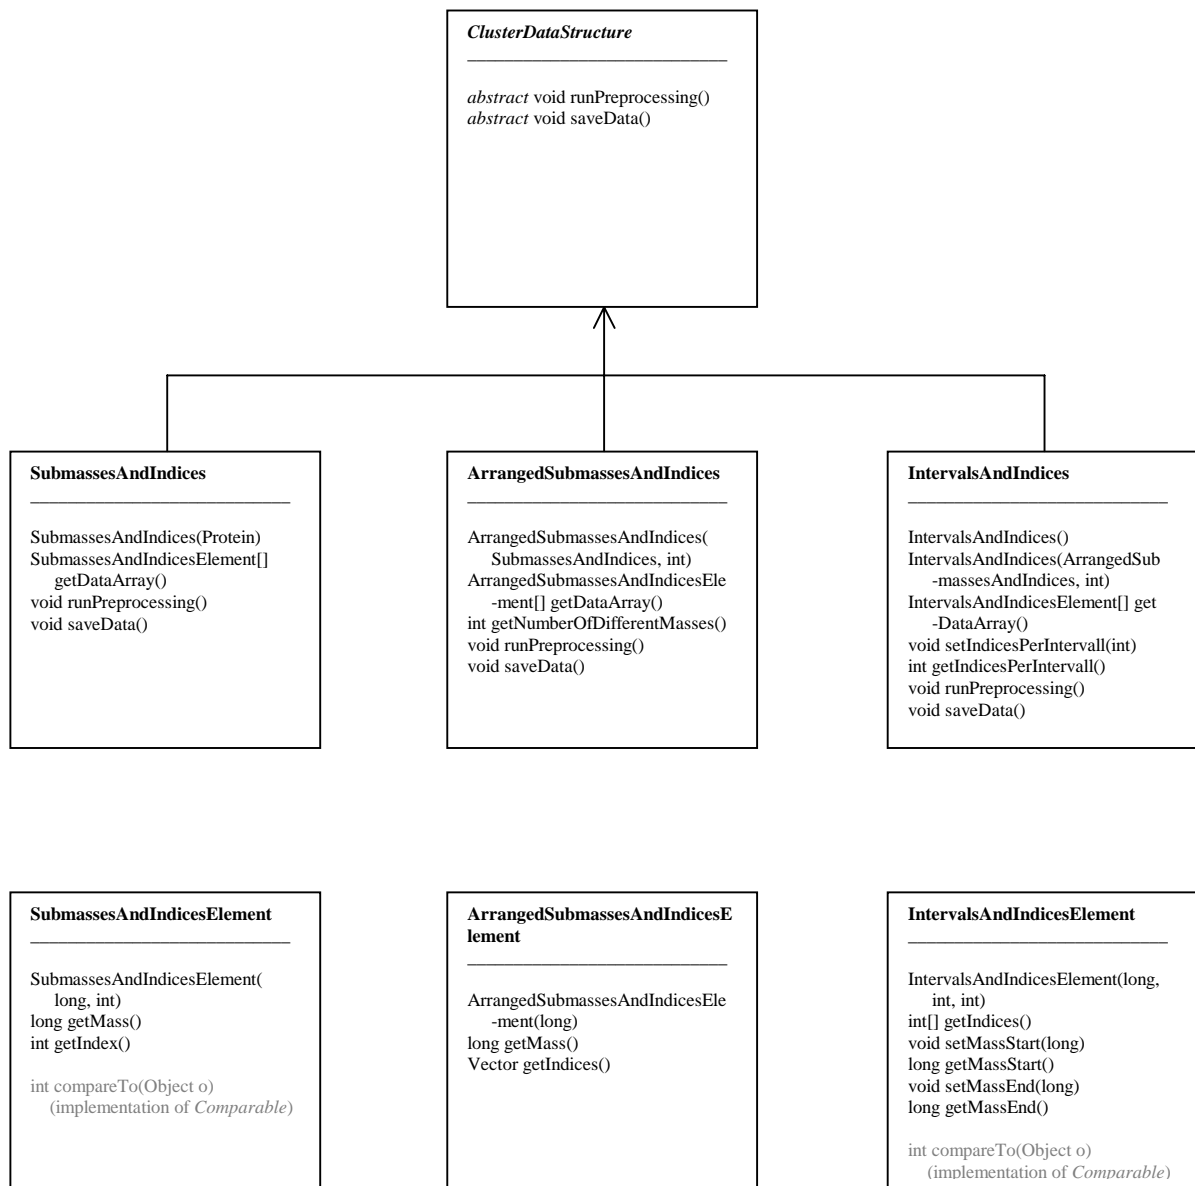 ClusterDataStructure
abstract void runPreprocessing()
abstract void saveData()
SubmassesAndIndices
SubmassesAndIndices(Protein)
SubmassesAndIndicesElement[]
getDataArray()
void runPreprocessing()
void saveData()
ArrangedSubmassesAndIndices
ArrangedSubmassesAndIndices(
SubmassesAndIndices, int)
ArrangedSubmassesAndIndicesEle
-ment[] getDataArray()
int getNumberOfDifferentMasses()
void runPreprocessing()
void saveData()
IntervalsAndIndices
IntervalsAndIndices()
IntervalsAndIndices(ArrangedSub
-massesAndIndices, int)
IntervalsAndIndicesElement[] get
-DataArray()
void setIndicesPerIntervall(int)
int getIndicesPerIntervall()
void runPreprocessing()
void saveData()
SubmassesAndIndicesElement
SubmassesAndIndicesElement(
long, int)
long getMass()
int getIndex()
int compareTo(Object o)
(implementation of Comparable)
ArrangedSubmassesAndIndicesE
lement
ArrangedSubmassesAndIndicesEle
-ment(long)
long getMass()
Vector getIndices()
IntervalsAndIndicesElement
IntervalsAndIndicesElement(long,
int, int)
int[] getIndices()
void setMassStart(long)
long getMassStart()
void setMassEnd(long)
long getMassEnd()
int compareTo(Object o)
(implementation of Comparable)